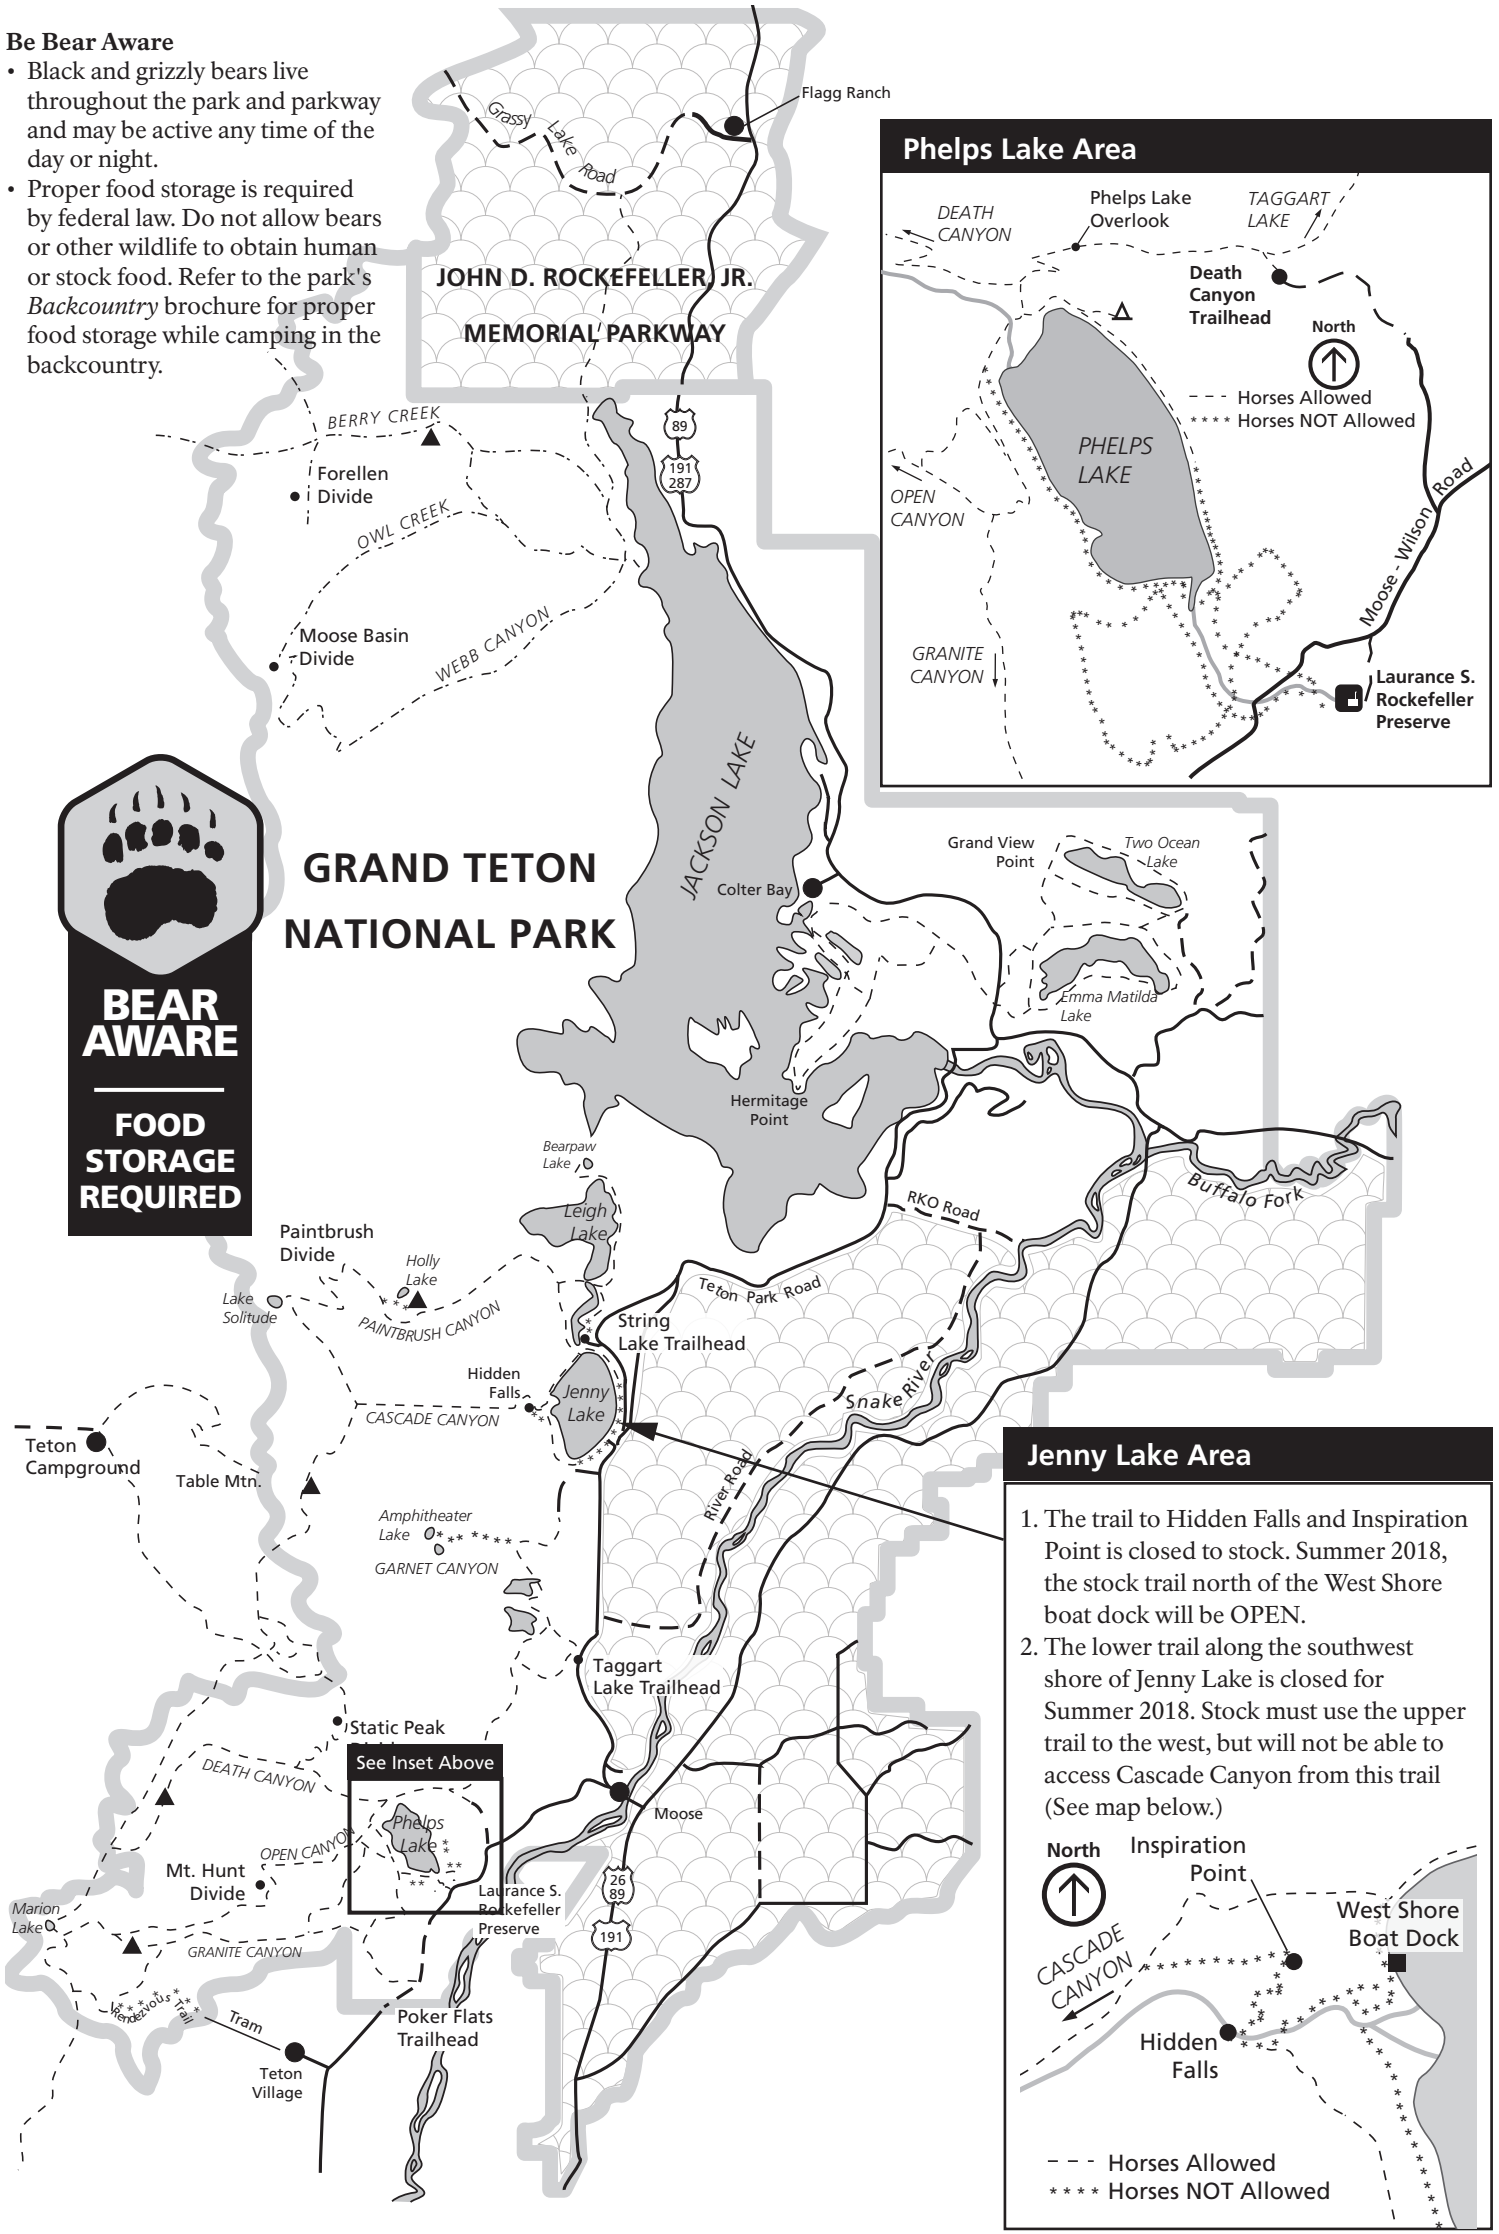 Be Bear Aware
• Black and grizzly bears live
throughout the park and parkway
and may be active any time of the
day or night.
• Proper food storage is required
by federal law. Do not allow bears
or other wildlife to obtain human
or stock food. Refer to the park's
Backcountry brochure for proper
food storage while camping in the
backcountry.
Flagg Ranch
Grassy Lake Road
JOHN D. ROCKEFELLER, JR.
MEMORIAL PARKWAY
Phelps Lake Area
DEATH
CANYON
Phelps Lake
Overlook
TAGGART
LAKE
Death
Canyon
Trailhead
North
Horses Allowed
**** Horses NOT Allowed
PHELPS
LAKE
OPEN
CANYON
Moose - Wilson Road
GRANITE
CANYON
Laurance S.
Rockefeller
Preserve
89
191
287
BERRY CREEK
Forellen
Divide
OWL CREEK
Moose Basin
Divide
WEBB CANYON
JACKSON LAKE
GRAND TETON
NATIONAL PARK
BEAR
AWARE
FOOD
STORAGE
REQUIRED
Grand View
Point
Two Ocean
Lake
Colter Bay
Emma Matilda
Lake
Hermitage
Point
Bearpaw
Lake
Leigh
Lake
RKO Road
Buffalo Fork
Paintbrush
Divide
Holly
Lake
Lake
Solitude
PAINTBRUSH CANYON
Teton Park Road
String
Lake Trailhead
Hidden
Falls
Jenny
Lake
CASCADE CANYON
Snake River
River Road
Teton
Campground
Table Mtn.
Amphitheater
Lake
GARNET CANYON
Taggart
Lake Trailhead
Static Peak
See Inset Above
DEATH CANYON
Phelps
Lake
Moose
OPEN CANYON
Mt. Hunt
Divide
Laurance S.
Rockefeller
Preserve
26
89
191
Marion
Lake
GRANITE CANYON
Rendezvous Trail
Tram
Poker Flats
Trailhead
Teton
Village
Jenny Lake Area
1. The trail to Hidden Falls and Inspiration
Point is closed to stock. Summer 2018,
the stock trail north of the West Shore
boat dock will be OPEN.
2. The lower trail along the southwest
shore of Jenny Lake is closed for
Summer 2018. Stock must use the upper
trail to the west, but will not be able to
access Cascade Canyon from this trail
(See map below.)
North
Inspiration
Point
West Shore
Boat Dock
CASCADE
CANYON
Hidden
Falls
Horses Allowed
**** Horses NOT Allowed